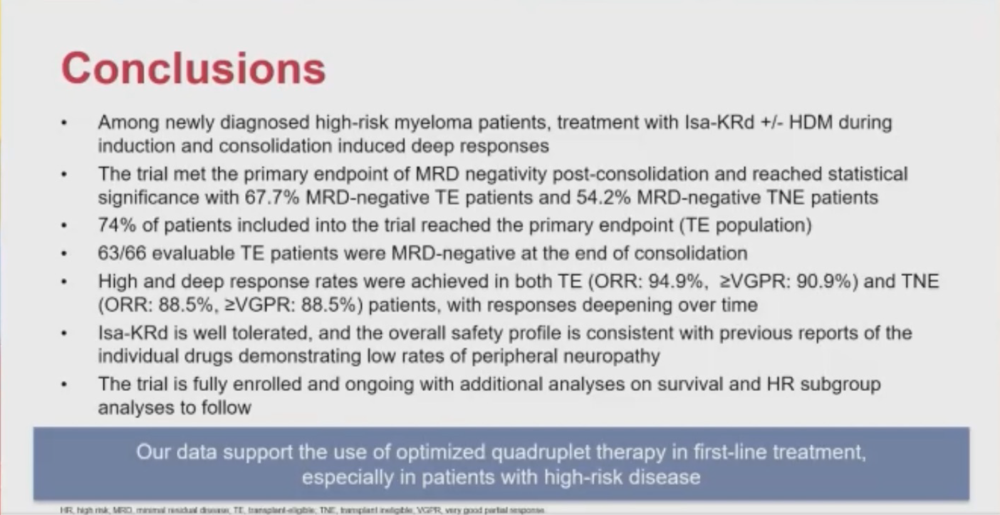 Conclusions
• Among newly diagnosed high-risk myeloma patients, treatment with Isa-KRd +/- HDM during
induction and consolidation induced deep responses
• The trial met the primary endpoint of MRD negativity post-consolidation and reached statistical
significance with 67.7% MRD-negative TE patients and 54.2% MRD-negative TNE patients
• 74% of patients included into the trial reached the primary endpoint (TE population)
• 63/66 evaluable TE patients were MRD-negative at the end of consolidation
• High and deep response rates were achieved in both TE (ORR: 94.9%, ≥VGPR: 90.9%) and TNE
(ORR: 88.5%, ≥VGPR: 88.5%) patients, with responses deepening over time
• Isa-KRd is well tolerated, and the overall safety profile is consistent with previous reports of the
individual drugs demonstrating low rates of peripheral neuropathy
• The trial is fully enrolled and ongoing with additional analyses on survival and HR subgroup
analyses to follow
Our data support the use of optimized quadruplet therapy in first-line treatment,
especially in patients with high-risk disease
HR, high risk; MRD, minimal residual disease; TE, transplant-eligible; TNE, transplant ineligible; VGPR, very good partial response.